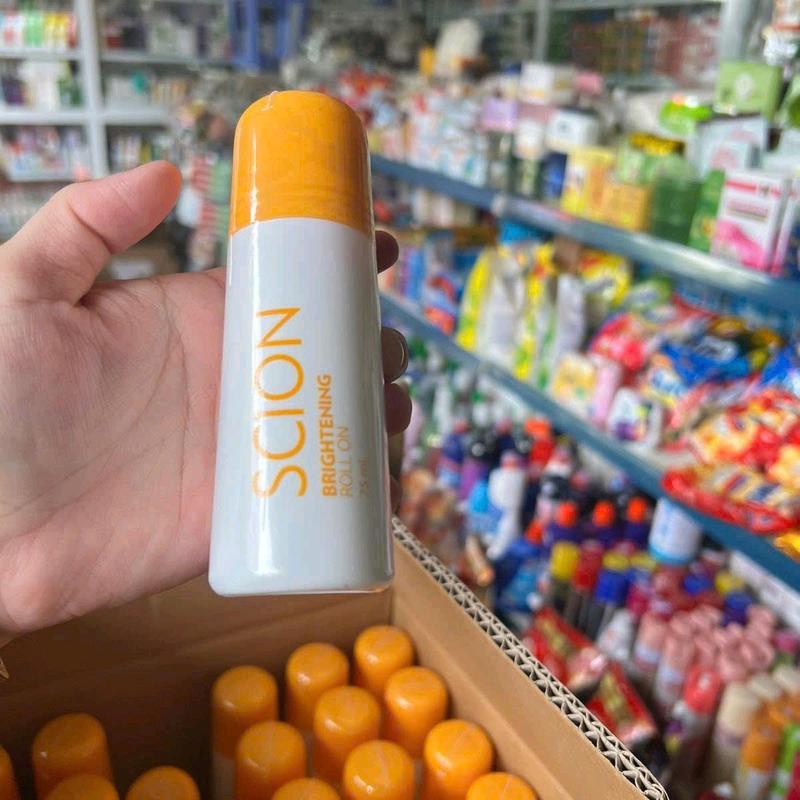 SCION
BRIGHTENING
ROLL ON
75 ml